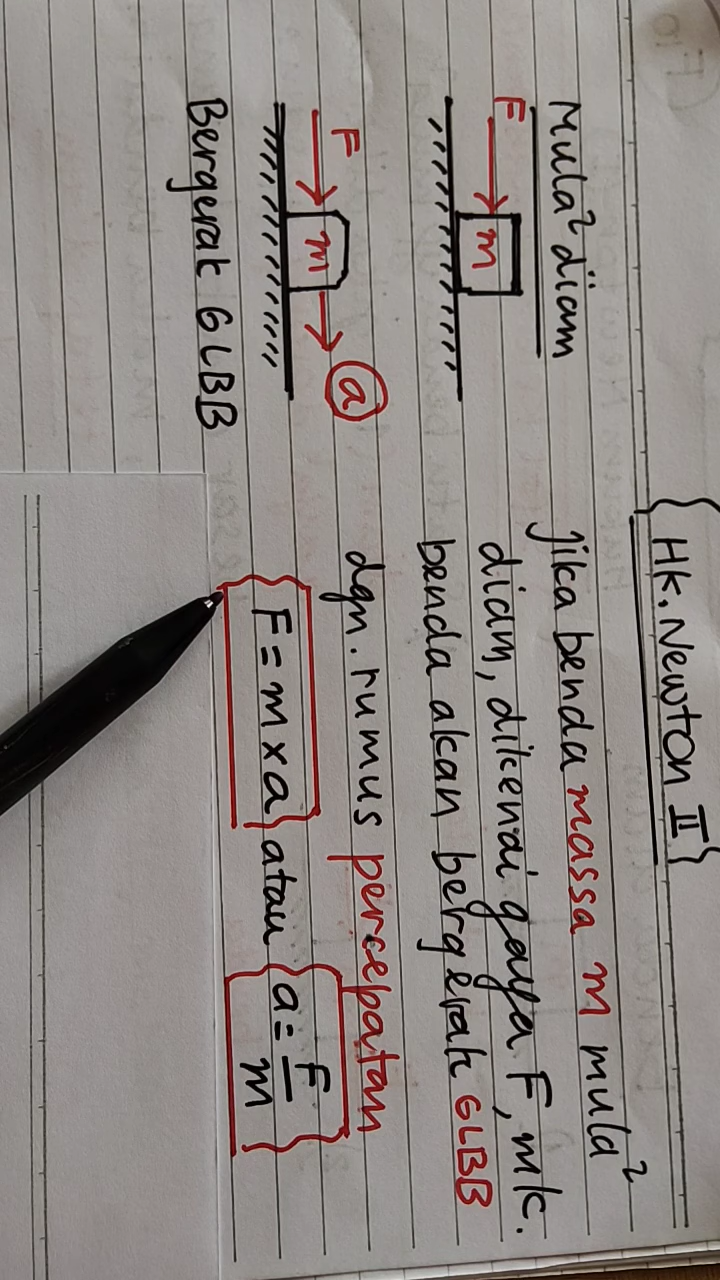 Hk. Newton II
Mula² diam
F
m
F
m
a
Bergerak GLBB
Jika benda massa m mula²
diam, dikenai gaya F, mk.
benda akan bergerak GLBB
dgn. rumus percepatan
F = m x a atau a = F/m